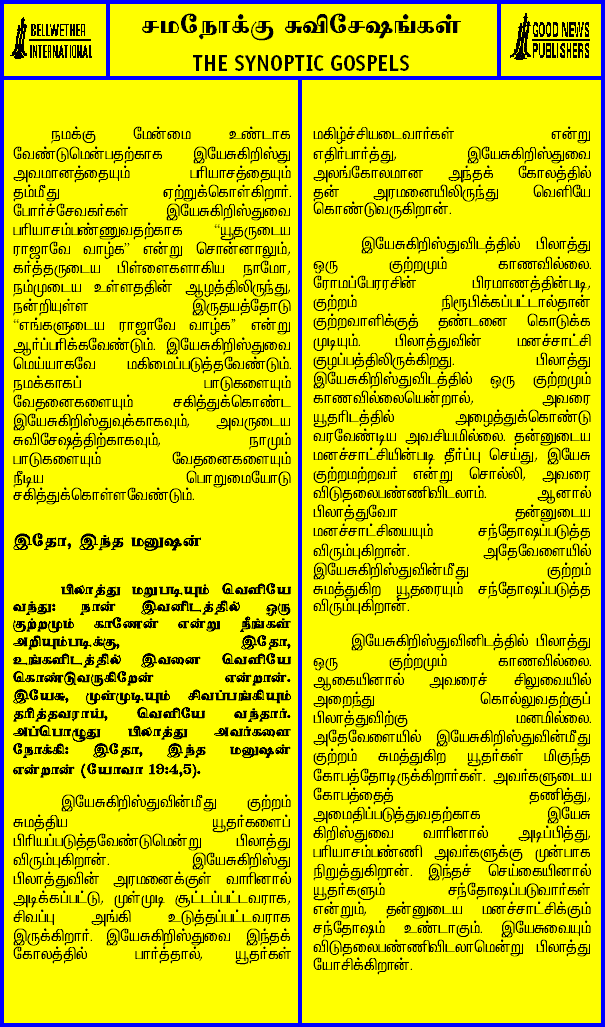 BELLWETHER
INTERNATIONAL
சமநோக்கு சுவிசேஷங்கள்
THE SYNOPTIC GOSPELS
GOOD NEWS
PUBLISHERS
நமக்கு மேன்மை உண்டாக
வேண்டுமென்பதற்காக இயேசுகிறிஸ்து
அவமானத்தையும் பரியாசத்தையும்
தம்மீது ஏற்றுக்கொள்கிறார்.
போர்ச்சேவகர்கள் இயேசுகிறிஸ்துவை
பரியாசம்பண்ணுவதற்காக “யூதருடைய
ராஜாவே வாழ்க” என்று சொன்னாலும்,
கர்த்தருடைய பிள்ளைகளாகிய நாமோ,
நம்முடைய உள்ளததின் ஆழத்திலிருந்து,
நன்றியுள்ள இருதயத்தோடு
“எங்களுடைய ராஜாவே வாழ்க” என்று
ஆர்ப்பரிக்கவேண்டும். இயேசுகிறிஸ்துவை
மெய்யாகவே மகிமைப்படுத்தவேண்டும்.
நமக்காகப் பாடுகளையும்
வேதனைகளையும் சகித்துக்கொண்ட
இயேசுகிறிஸ்துவுக்காகவும், அவருடைய
சுவிசேஷத்திற்காகவும், நாமும்
பாடுகளையும் வேதனைகளையும்
நீடிய பொறுமையோடு
சகித்துக்கொள்ளவேண்டும்.
இதோ, இந்த மனுஷன்
பிலாத்து மறுபடியும் வெளியே
வந்து: நான் இவனிடத்தில் ஒரு
குற்றமும் காணேன் என்று நீங்கள்
அறியும்படிக்கு, இதோ,
உங்களிடத்தில் இவனை வெளியே
கொண்டுவருகிறேன் என்றான்.
இயேசு, முள்முடியும் சிவப்பங்கியும்
தரித்தவராய், வெளியே வந்தார்.
அப்பொழுது பிலாத்து அவர்களை
நோக்கி: இதோ, இந்த மனுஷன்
என்றான் (யோவா 19:4,5).
இயேசுகிறிஸ்துவின்மீது குற்றம்
சுமத்திய யூதர்களைப்
பிரியப்படுத்தவேண்டுமென்று பிலாத்து
விரும்புகிறான். இயேசுகிறிஸ்து
பிலாத்துவின் அரமனைக்குள் வாரினால்
அடிக்கப்பட்டு, முள்முடி சூட்டப்பட்டவராக,
சிவப்பு அங்கி உடுத்தப்பட்டவராக
இருக்கிறார். இயேசுகிறிஸ்துவை இந்தக்
கோலத்தில் பார்த்தால், யூதர்கள்
மகிழ்ச்சியடைவார்கள் என்று
எதிர்பார்த்து, இயேசுகிறிஸ்துவை
அலங்கோலமான அந்தக் கோலத்தில்
தன் அரமனையிலிருந்து வெளியே
கொண்டுவருகிறான்.
இயேசுகிறிஸ்துவிடத்தில் பிலாத்து
ஒரு குற்றமும் காணவில்லை.
ரோமப்பேரரசின் பிரமாணத்தின்படி,
குற்றம் நிரூபிக்கப்பட்டால்தான்
குற்றவாளிக்குத் தண்டனை கொடுக்க
முடியும். பிலாத்துவின் மனச்சாட்சி
குழப்பத்திலிருக்கிறது. பிலாத்து
இயேசுகிறிஸ்துவிடத்தில் ஒரு குற்றமும்
காணவில்லையென்றால், அவரை
யூதரிடத்தில் அழைத்துக்கொண்டு
வரவேண்டிய அவசியமில்லை. தன்னுடைய
மனச்சாட்சியின்படி தீர்ப்பு செய்து, இயேசு
குற்றமற்றவர் என்று சொல்லி, அவரை
விடுதலைபண்ணிவிடலாம். ஆனால்
பிலாத்துவோ தன்னுடைய
மனச்சாட்சியையும் சந்தோஷப்படுத்த
விரும்புகிறான். அதேவேளையில்
இயேசுகிறிஸ்துவின்மீது குற்றம்
சுமத்துகிற யூதரையும் சந்தோஷப்படுத்த
விரும்புகிறான்.
இயேசுகிறிஸ்துவினிடத்தில் பிலாத்து
ஒரு குற்றமும் காணவில்லை.
ஆகையினால் அவரைச் சிலுவையில்
அறைந்து கொல்லுவதற்குப்
பிலாத்துவிற்கு மனமில்லை.
அதேவேளையில் இயேசுகிறிஸ்துவின்மீது
குற்றம் சுமத்துகிற யூதர்கள் மிகுந்த
கோபத்தோடிருக்கிறார்கள். அவர்களுடைய
கோபத்தைத் தணித்து,
அமைதிப்படுத்துவதற்காக இயேசு
கிறிஸ்துவை வாரினால் அடிப்பித்து,
பரியாசம்பண்ணி அவர்களுக்கு முன்பாக
நிறுத்துகிறான். இந்தச் செய்கையினால்
யூதர்களும் சந்தோஷப்படுவார்கள்
என்றும், தன்னுடைய மனச்சாட்சிக்கும்
சந்தோஷம் உண்டாகும். இயேசுவையும்
விடுதலைபண்ணிவிடலாமென்று பிலாத்து
யோசிக்கிறான்.